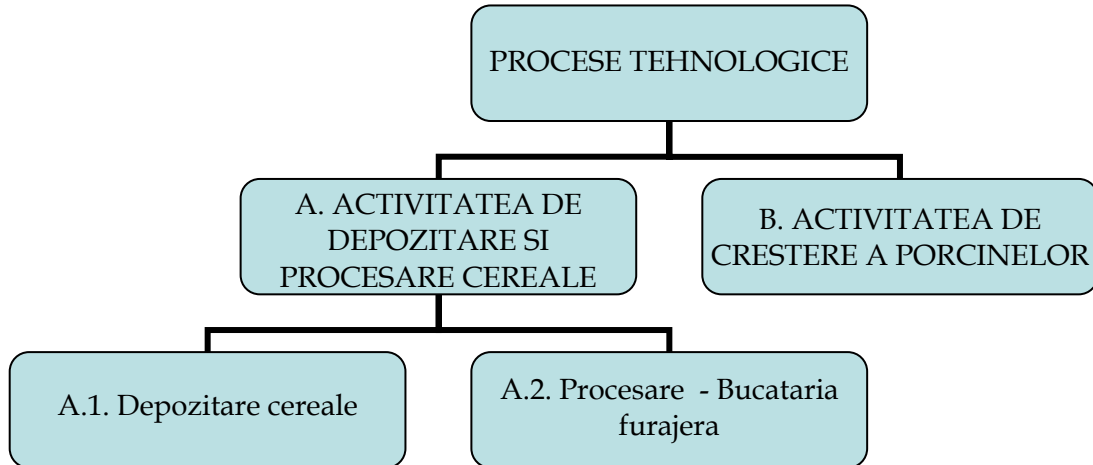 PROCESE TEHNOLOGICE
A. ACTIVITATEA DE
DEPOZITARE SI
PROCESARE CEREALE
B. ACTIVITATEA DE
CRESTERE A PORCINELOR
A.1. Depozitare cereale
A.2. Procesare - Bucataria
furajera